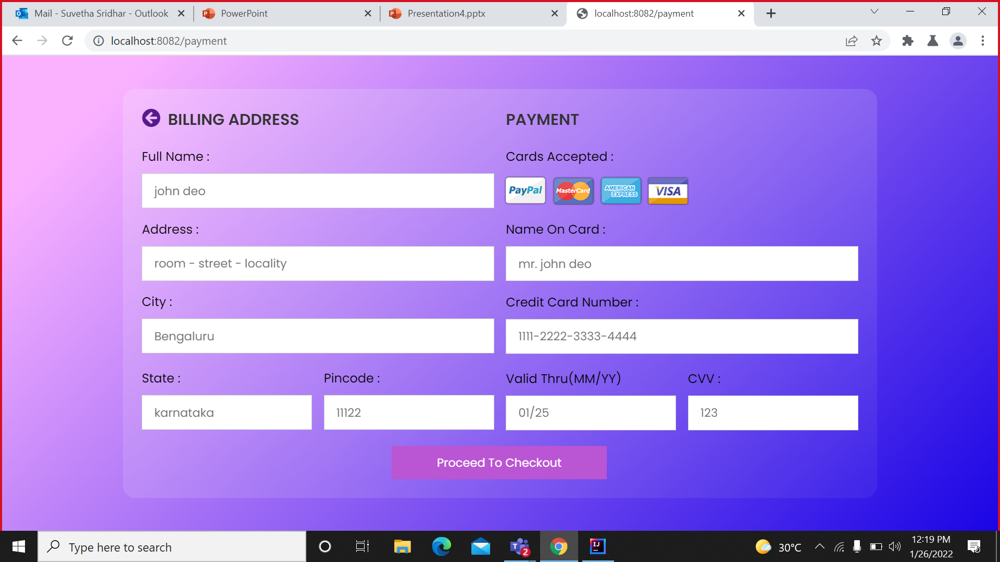 Mail - Suvetha Sridhar - Outlook
PowerPoint
Presentation4.pptx
localhost:8082/payment
localhost:8082/payment
BILLING ADDRESS
Full Name :
john deo
Address :
room - street - locality
City :
Bengaluru
State :
karnataka
Pincode :
11122
PAYMENT
Cards Accepted :
PayPal
MasterCard
AMERICAN EXPRESS
VISA
Name On Card :
mr. john deo
Credit Card Number :
1111-2222-3333-4444
Valid Thru(MM/YY)
01/25
CVV :
123
Proceed To Checkout
Type here to search
T
2
IJ
30°C
12:19 PM
1/26/2022